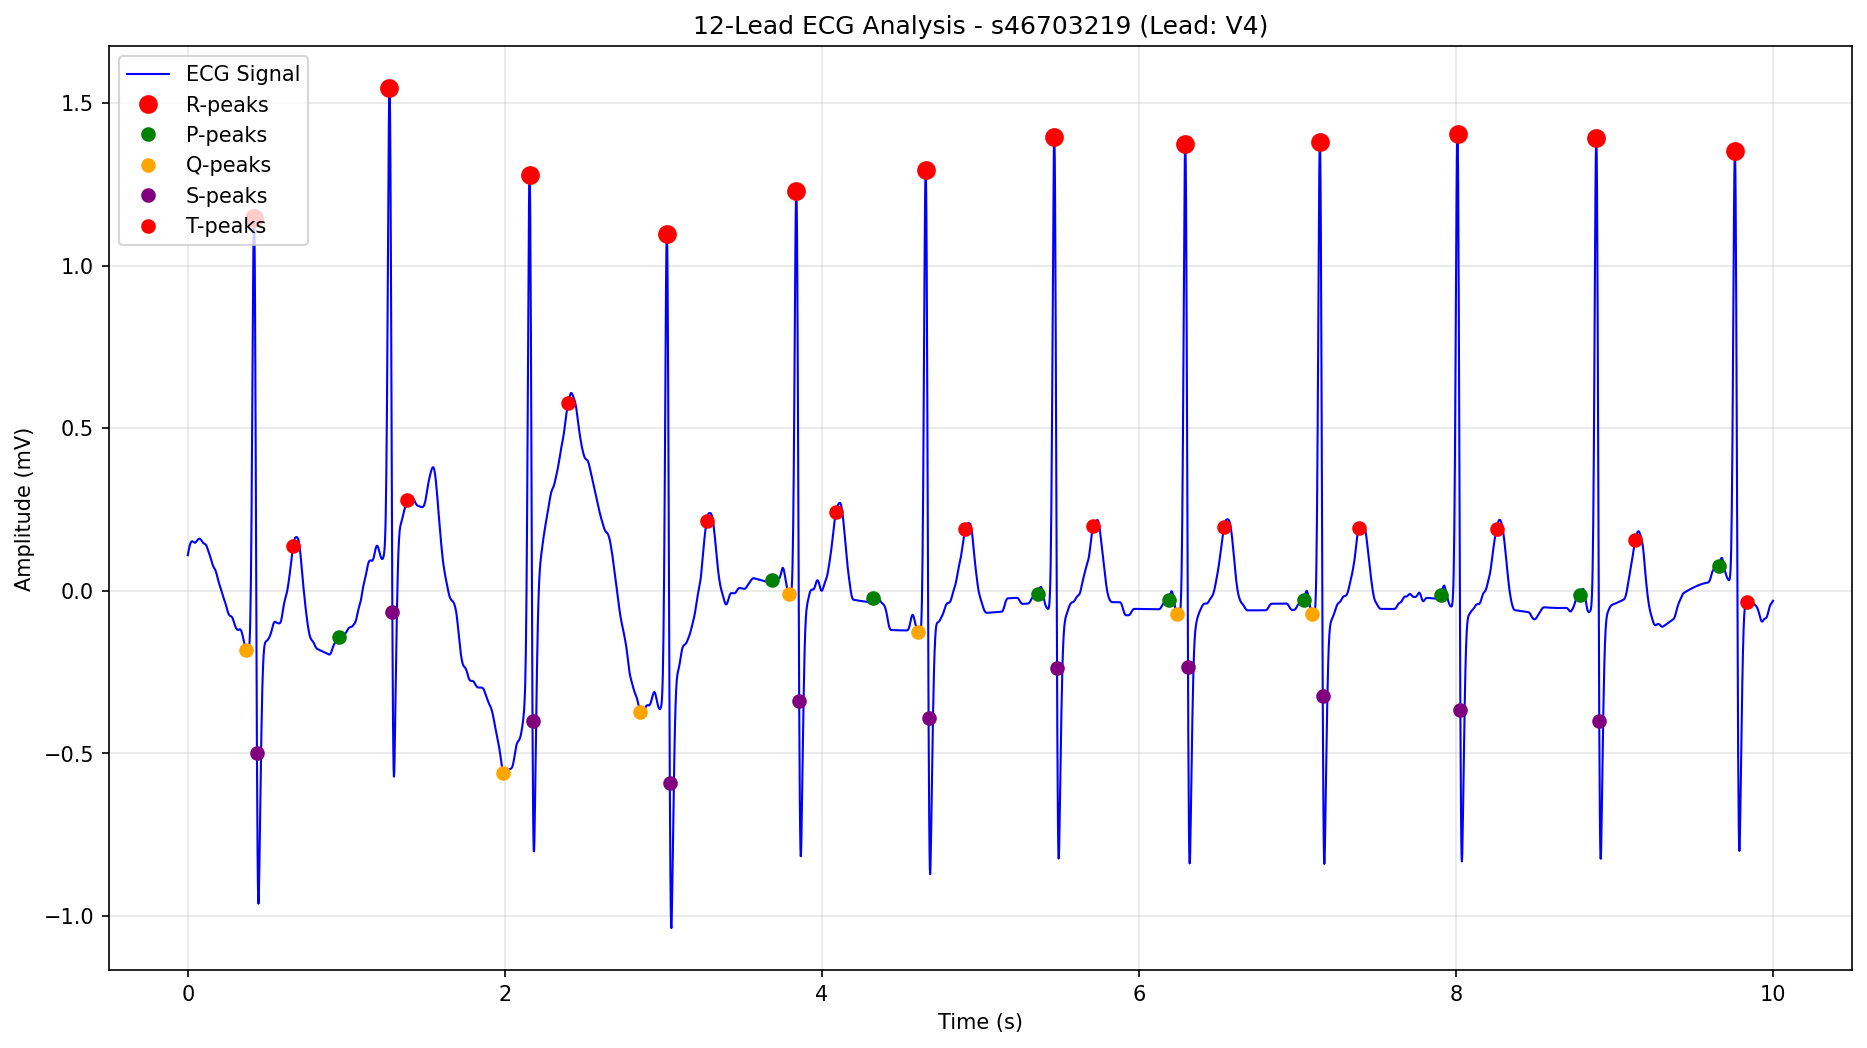 12-Lead ECG Analysis - s46703219 (Lead: V4)
ECG Signal
R-peaks
P-peaks
Q-peaks
S-peaks
T-peaks
Amplitude (mV)
1.5
1.0
0.5
0.0
−0.5
−1.0
0 2 4 6 8 10
Time (s)